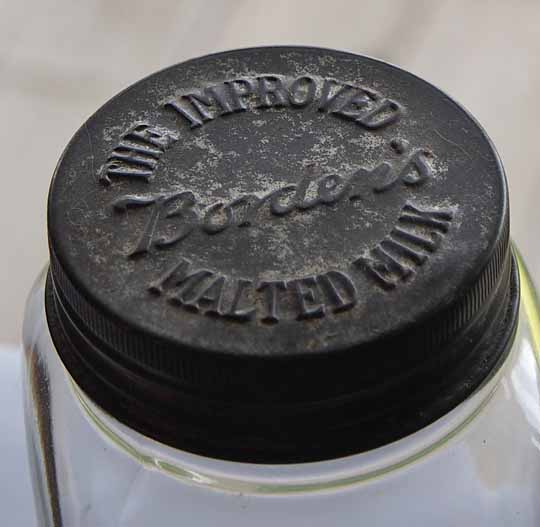 THE IMPROVED
Borden's
MALTED MILK